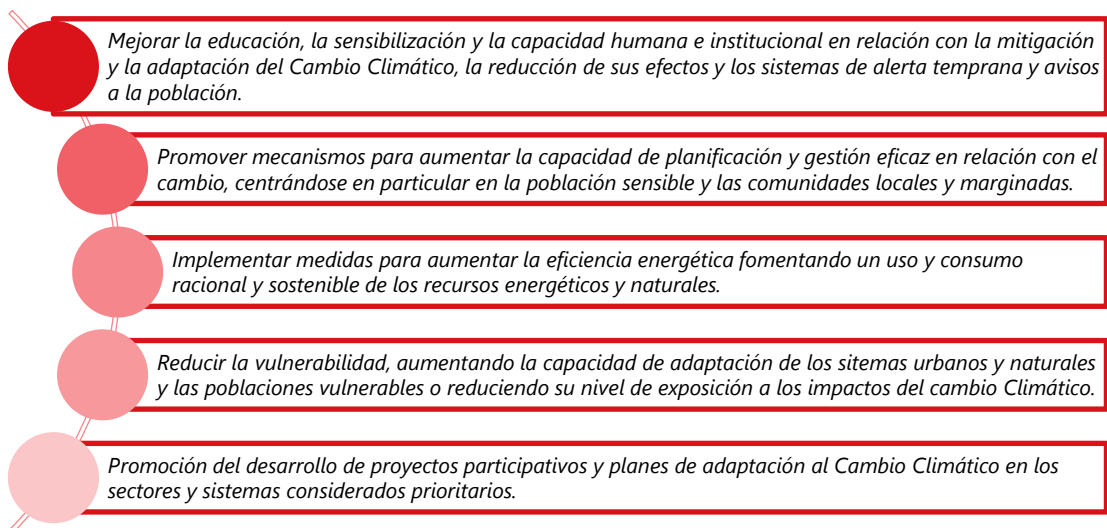 Mejorar la educación, la sensibilización y la capacidad humana e institucional en relación con la mitigación
y la adaptación del Cambio Climático, la reducción de sus efectos y los sistemas de alerta temprana y avisos
a la población.
Promover mecanismos para aumentar la capacidad de planificación y gestión eficaz en relación con el
cambio, centrándose en particular en la población sensible y las comunidades locales y marginadas.
Implementar medidas para aumentar la eficiencia energética fomentando un uso y consumo
racional y sostenible de los recursos energéticos y naturales.
Reducir la vulnerabilidad, aumentando la capacidad de adaptación de los sitemas urbanos y naturales
y las poblaciones vulnerables o reduciendo su nivel de exposición a los impactos del cambio Climático.
Promoción del desarrollo de proyectos participativos y planes de adaptación al Cambio Climático en los
sectores y sistemas considerados prioritarios.